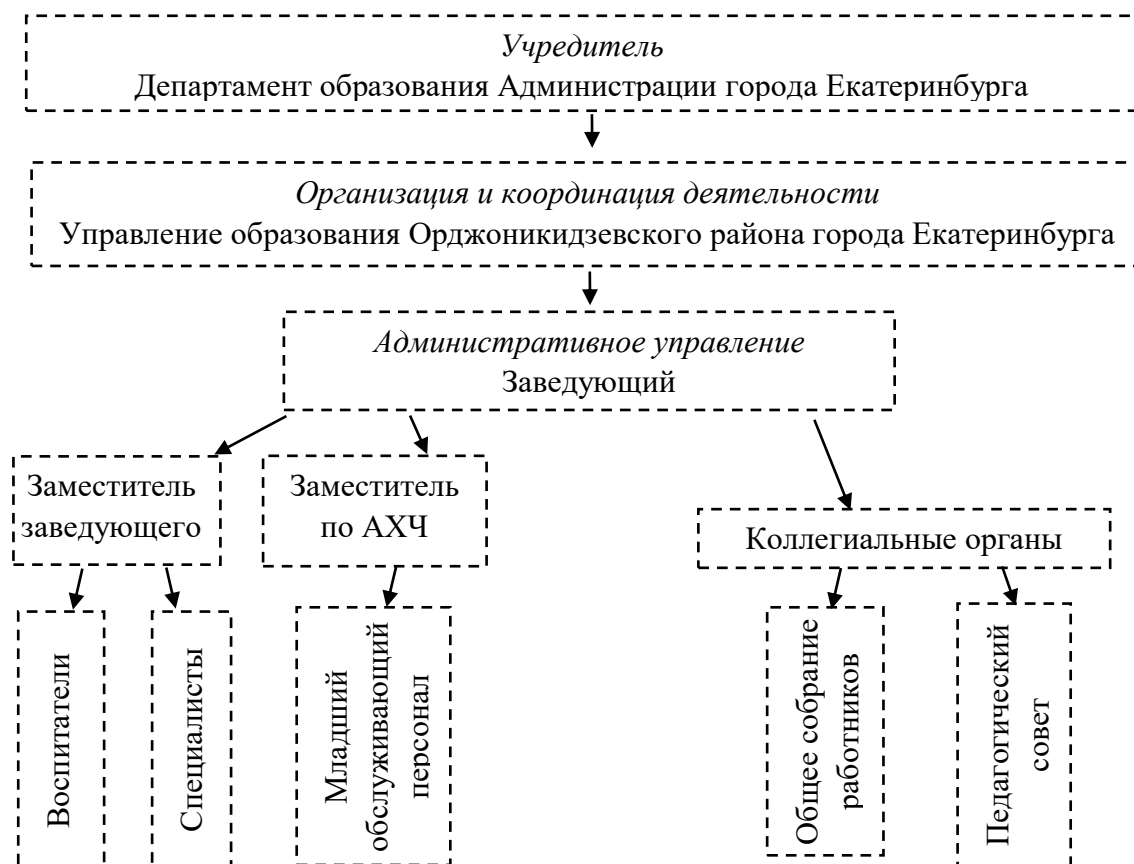 Учредитель
Департамент образования Администрации города Екатеринбурга
Организация и координация деятельности
Управление образования Орджоникидзевского района города Екатеринбурга
Административное управление
Заведующий
Заместитель
заведующего
Заместитель
по АХЧ
Коллегиальные органы
Воспитатели
Специалисты
Младший
обслуживающий
персонал
Общее собрание
работников
Педагогический
совет